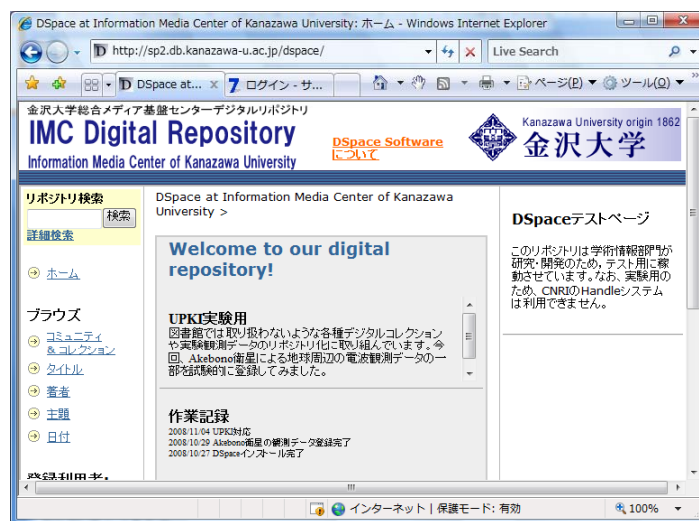 DSpace at Information Media Center of Kanazawa University: ホーム - Windows Internet Explorer
http://sp2.db.kanazawa-u.ac.jp/dspace/
Live Search
DSpace at...
ログイン - サ...
ページ(P)
ツール(O)
金沢大学総合メディア基盤センターデジタルリポジトリ
IMC Digital Repository
Information Media Center of Kanazawa University
DSpace Software
について
Kanazawa University origin 1862
金沢大学
リポジトリ検索
検索
詳細検索
ホーム
ブラウズ
コミュニティ
&コレクション
タイトル
著者
主題
日付
登録利用者:
DSpace at Information Media Center of Kanazawa
University >
Welcome to our digital
repository!
UPKI実験用
図書館では取り扱わないような各種デジタルコレクション
や実験観測データのリポジトリ化に取り組んでいます。今
回、Akebono衛星による地球周辺の電波観測データの一
部を試験的に登録してみました。
作業記録
2008/11/04 UPKI対応
2008/10/29 Akebono衛星の観測データ登録完了
2008/10/27 DSpaceインストール完了
DSpaceテストページ
このリポジトリは学術情報部門が
研究・開発のため，テスト用に稼
動させています。なお、実験用の
ため、CNRIのHandleシステム
は利用できません。
インターネット | 保護モード: 有効
100%